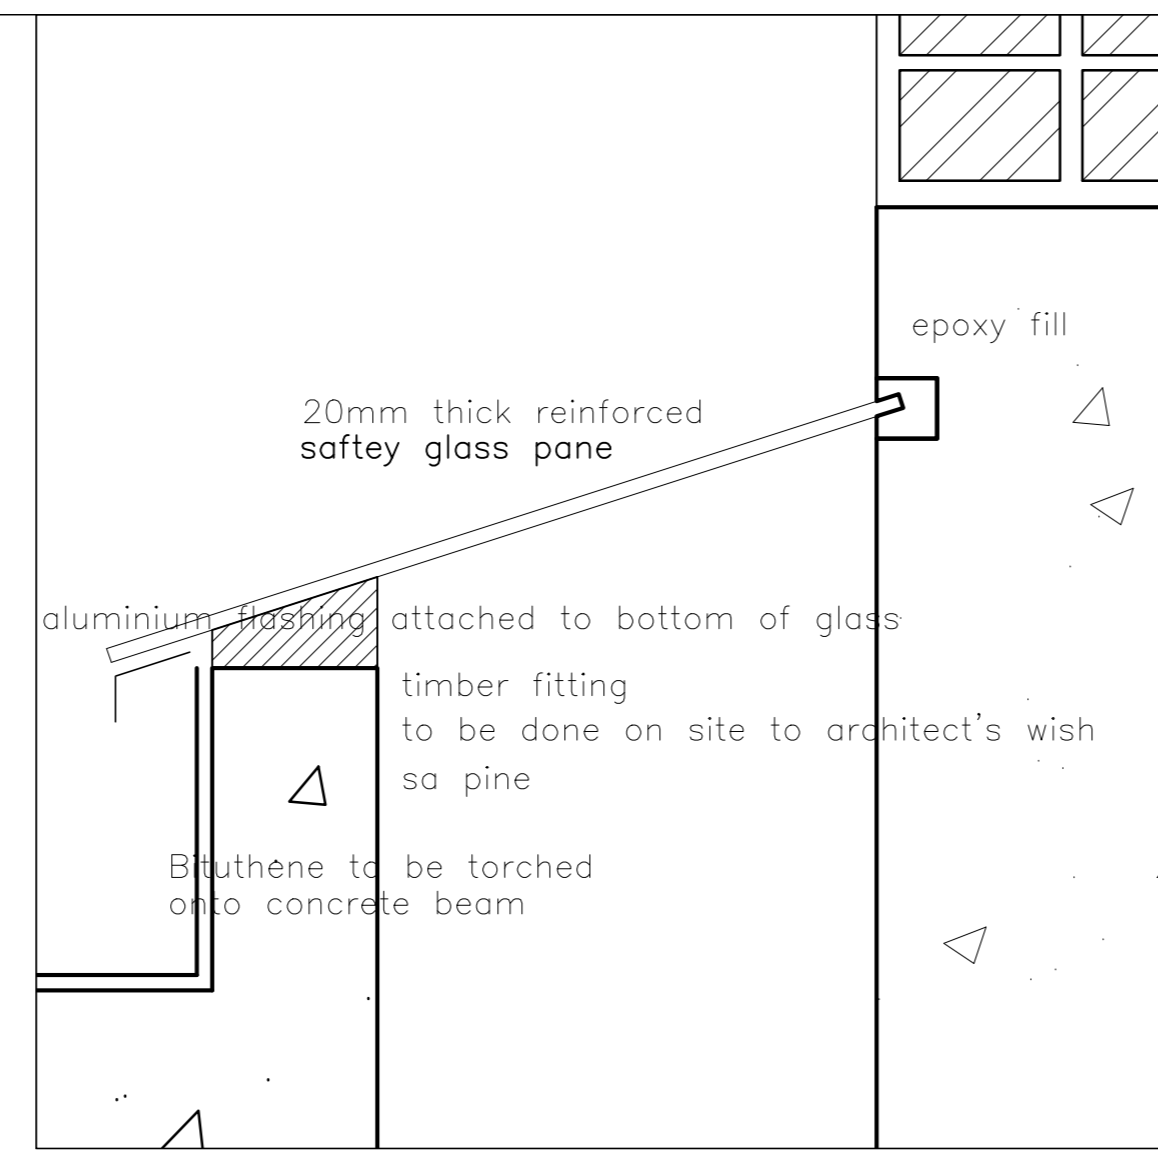 epoxy fill
20mm thick reinforced
saftey glass pane
aluminium flashing attached to bottom of glass
timber fitting
to be done on site to architect's wish
sa pine
Bituthene to be torched
onto concrete beam